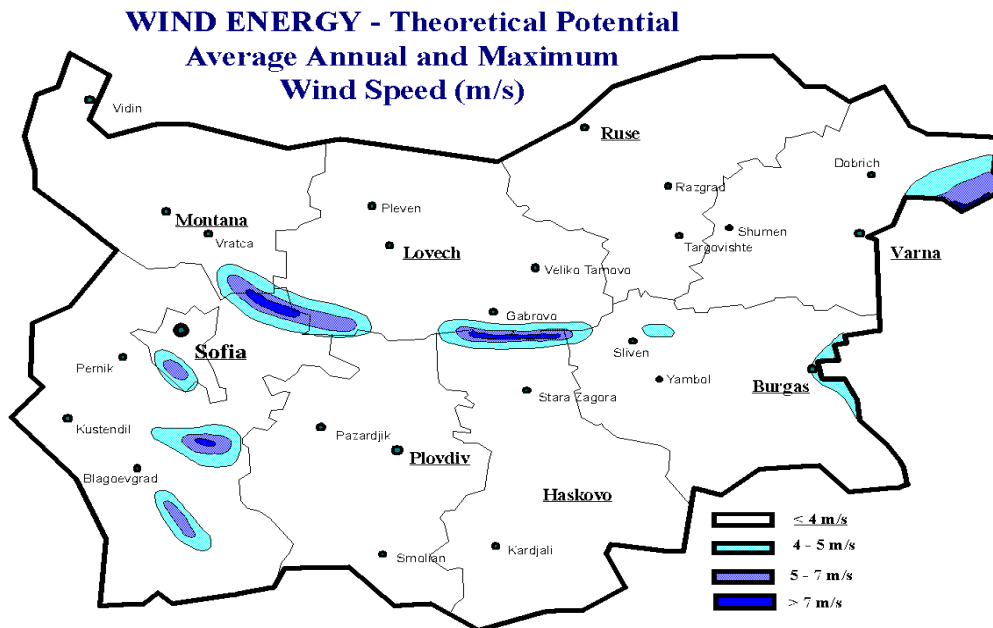 WIND ENERGY - Theoretical Potential
Average Annual and Maximum
Wind Speed (m/s)
Vidin
Ruse
Dobrich
Razgrad
Pleven
Montana
Vratca
Lovech
Targovishte
Shumen
Varna
Veliko Tarnovo
Gabrovo
Sofia
Sliven
Pernik
Yambol
Burgas
Stara Zagora
Kustendil
Pazardjik
Plovdiv
Blagoevgrad
Haskovo
Smolian
Kardjali
< 4 m/s
4 - 5 m/s
5 - 7 m/s
> 7 m/s